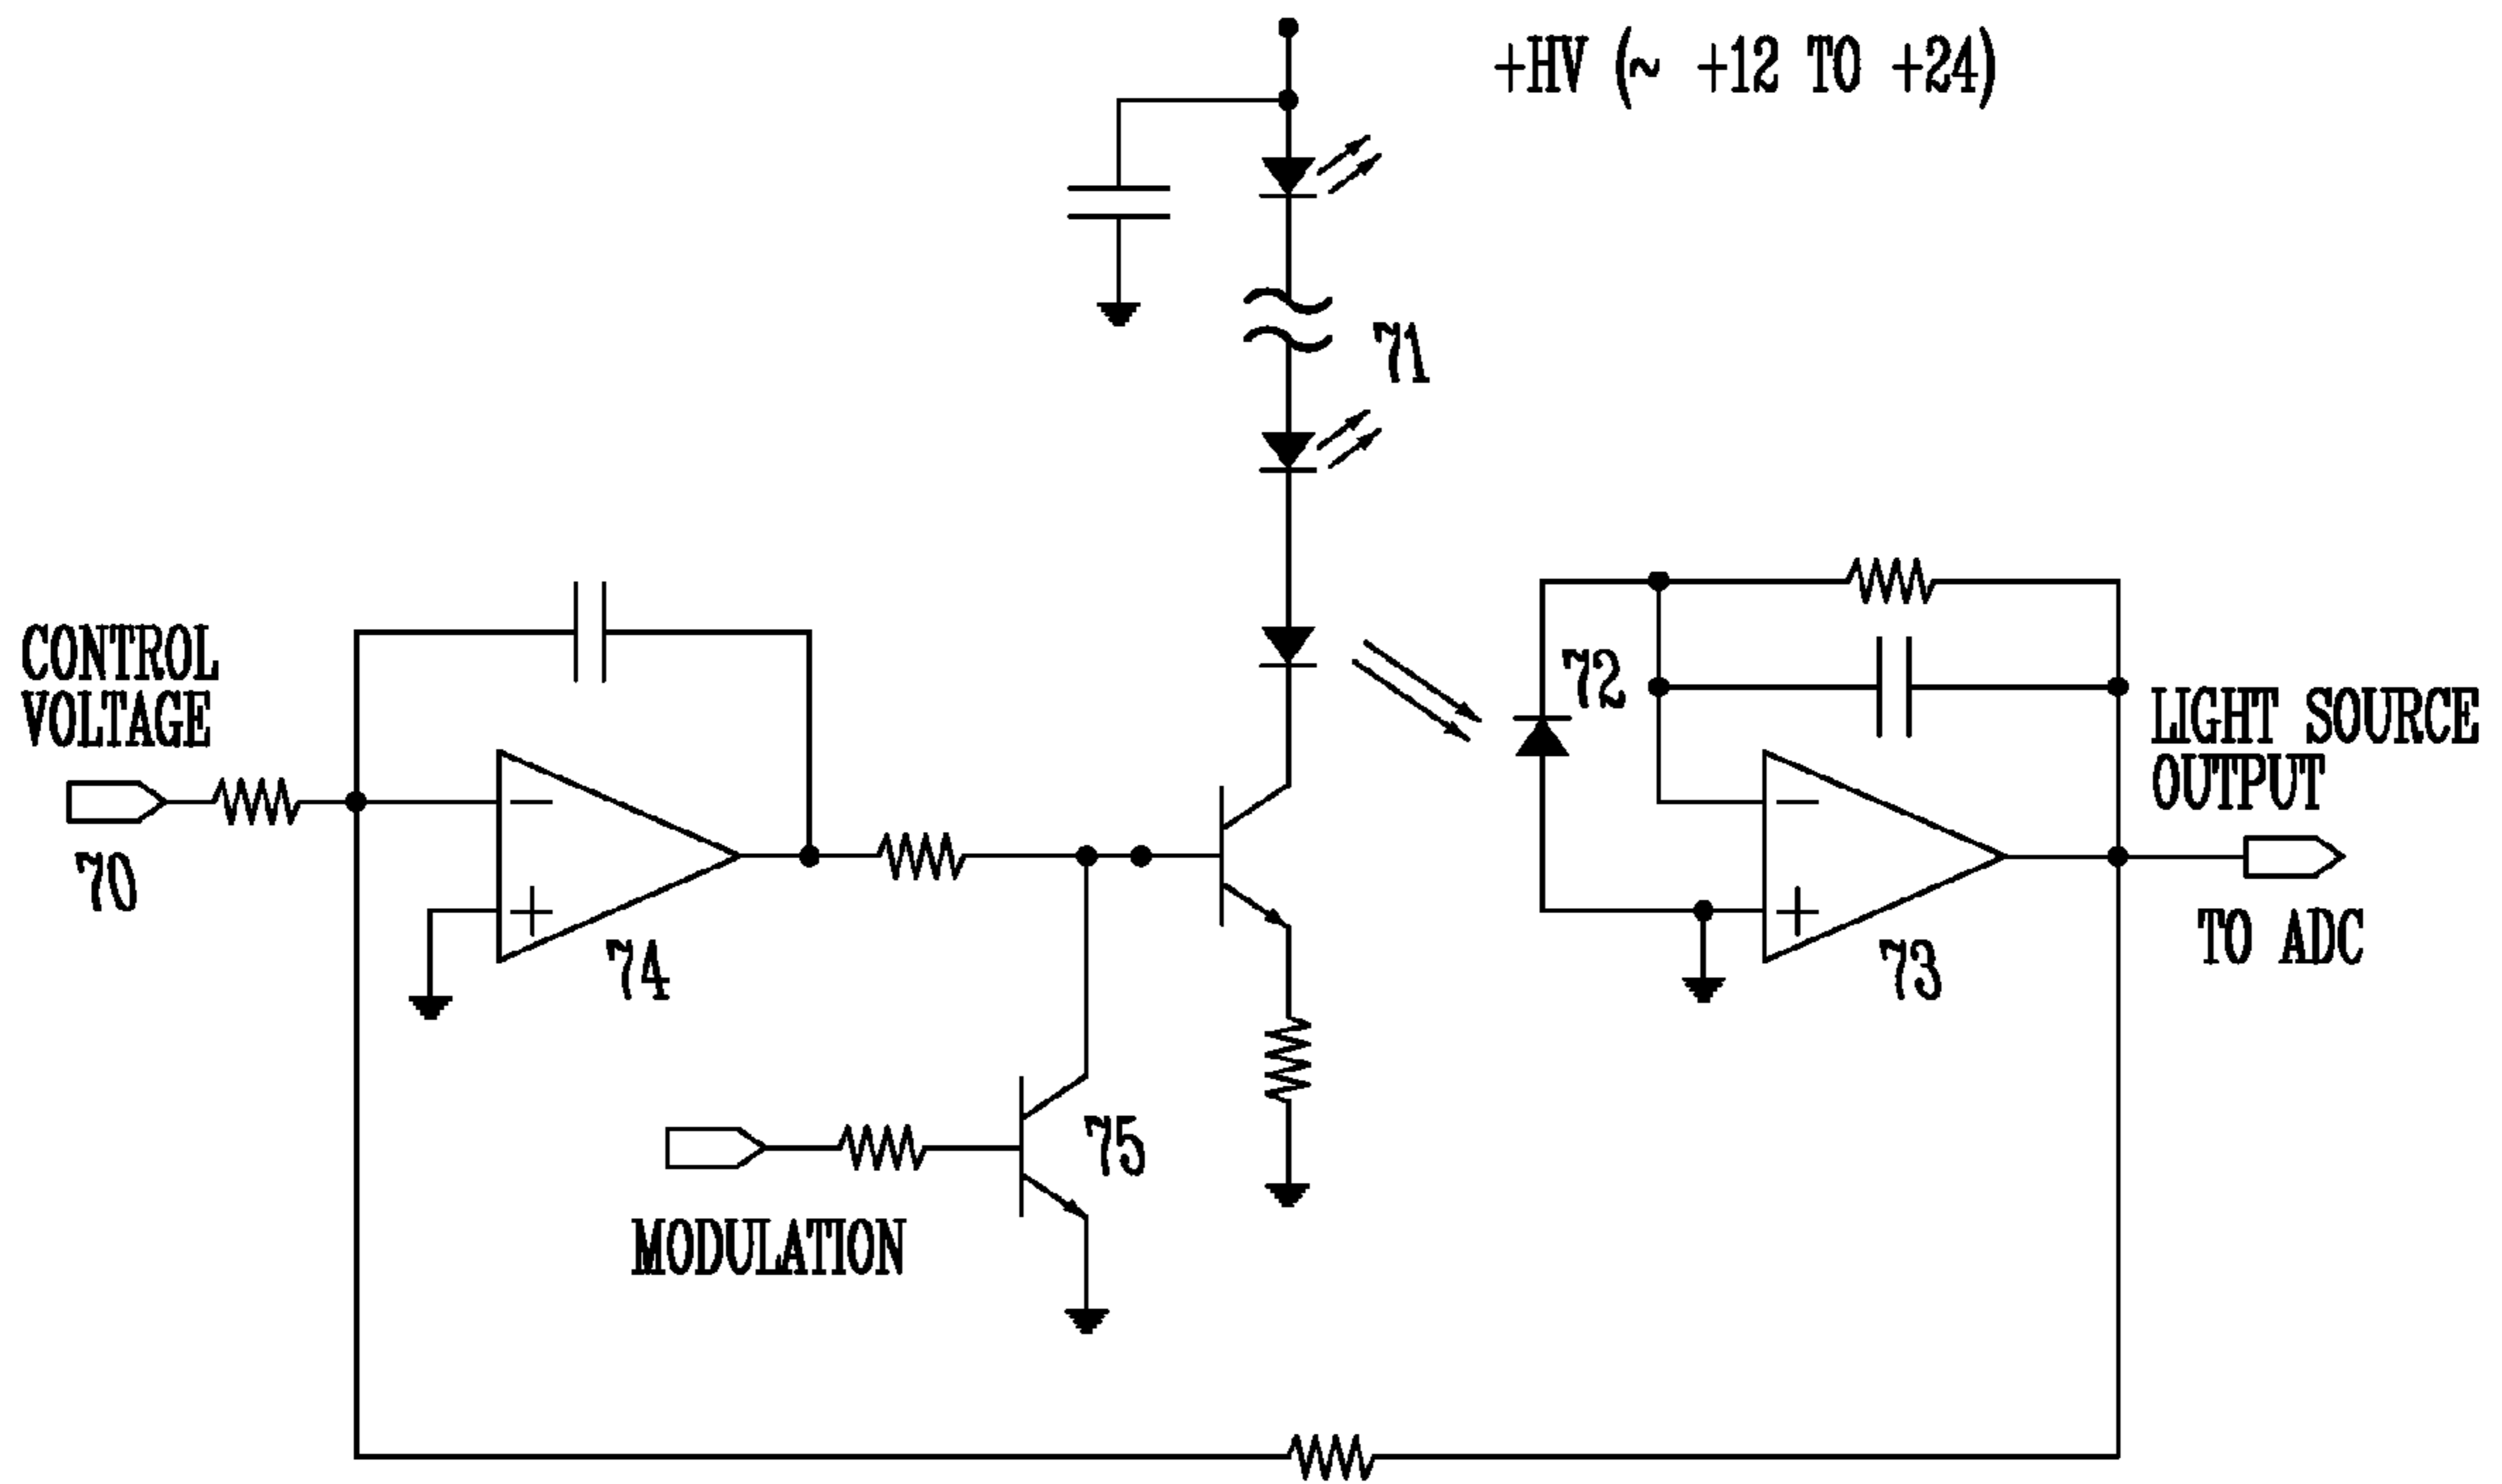 +HV (~ +12 TO +24)
71
CONTROL
VOLTAGE
70
74
72
LIGHT SOURCE
OUTPUT
TO ADC
73
75
MODULATION